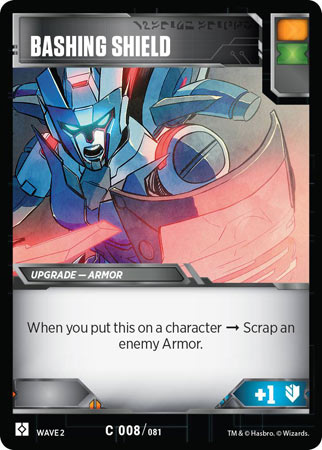 BASHING SHIELD
UPGRADE — ARMOR
When you put this on a character → Scrap an
enemy Armor.
+1
WAVE 2
C 008/081
TM & © Hasbro. © Wizards.